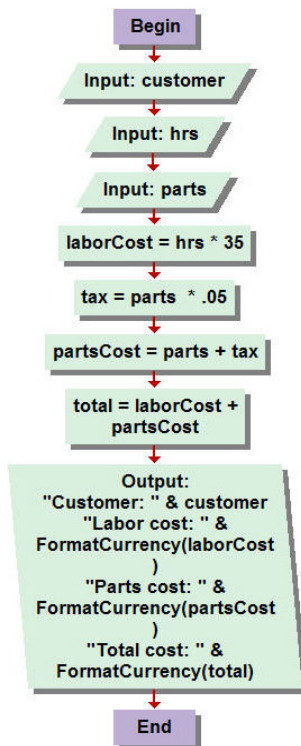 Begin
Input: customer
Input: hrs
Input: parts
laborCost = hrs * 35
tax = parts * .05
partsCost = parts + tax
total = laborCost +
partsCost
Output:
"Customer: " & customer
"Labor cost: " &
FormatCurrency(laborCost
)
"Parts cost: " &
FormatCurrency(partsCost
)
"Total cost: " &
FormatCurrency(total)
End